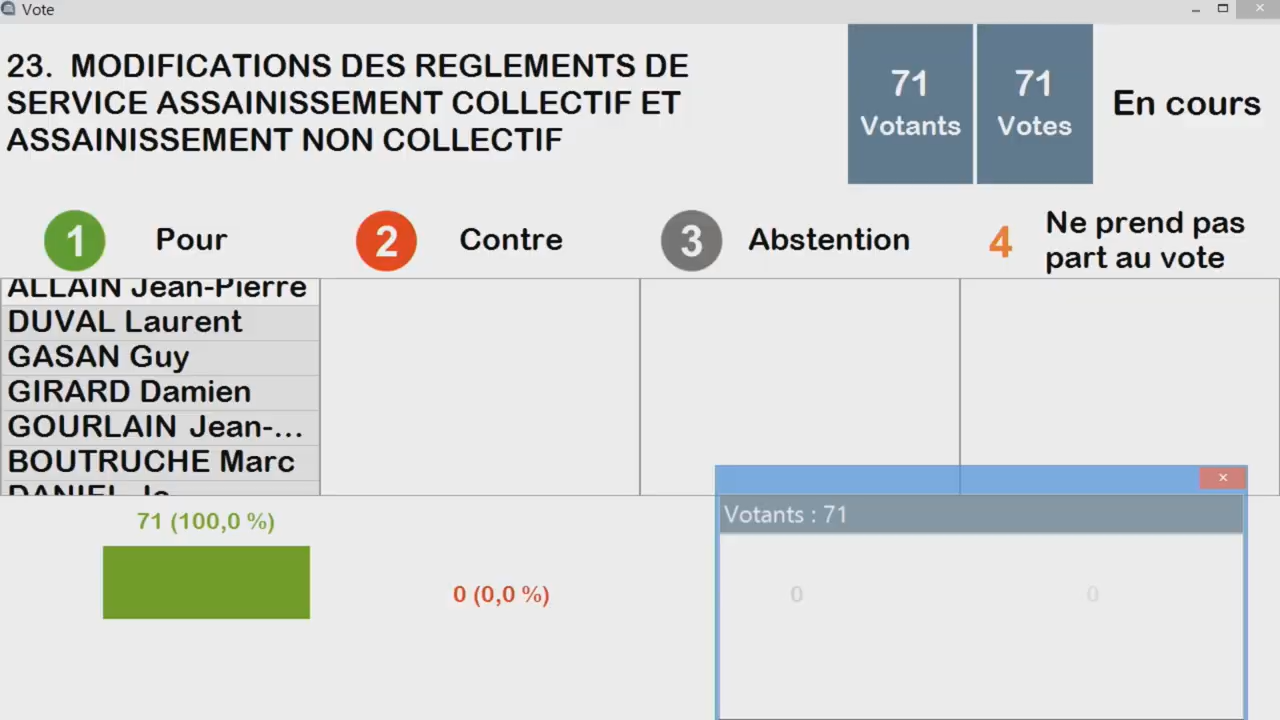 Vote
23. MODIFICATIONS DES REGLEMENTS DE
SERVICE ASSAINISSEMENT COLLECTIF ET
ASSAINISSEMENT NON COLLECTIF
71
Votants
71
Votes
En cours
1
Pour
2
Contre
3
Abstention
4
Ne prend pas
part au vote
ALLAIN Jean-Pierre
DUVAL Laurent
GASAN Guy
GIRARD Damien
GOURLAIN Jean-...
BOUTRUCHE Marc
DANIEL
71 (100,0 %)
0 (0,0 %)
Votants : 71
0
0